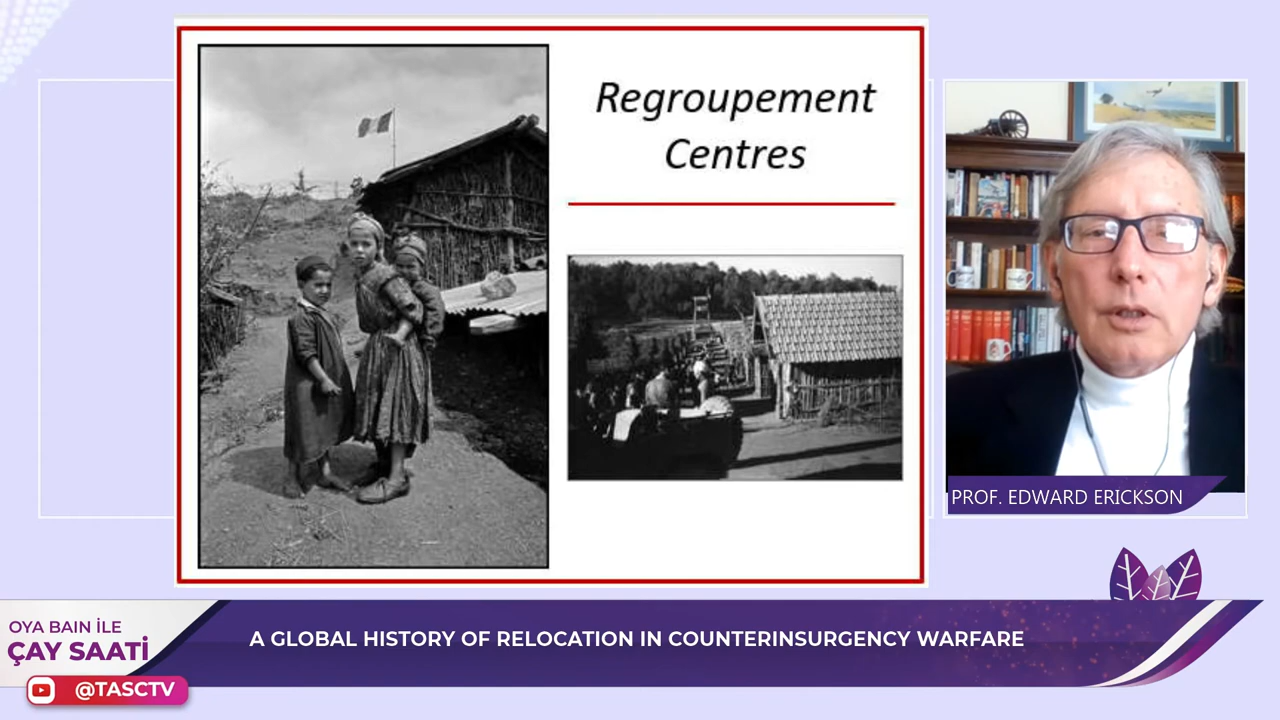 Regroupement
Centres
PROF. EDWARD ERICKSON
OYA BAIN İLE
ÇAY SAATİ
A GLOBAL HISTORY OF RELOCATION IN COUNTERINSURGENCY WARFARE
@TASCTV